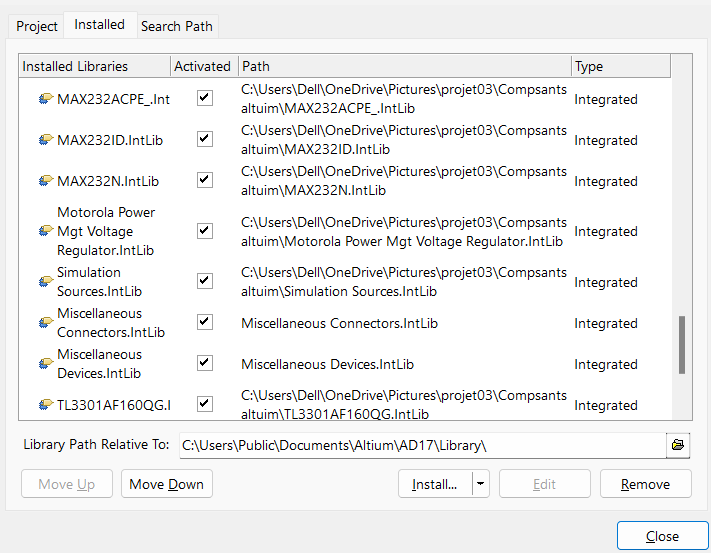 Project Installed Search Path
Installed Libraries Activated Path Type
MAX232ACPE_.Int C:\Users\Dell\OneDrive\Pictures\projet03\Compsants Integrated
altuim\MAX232ACPE_.IntLib
MAX232ID.IntLib C:\Users\Dell\OneDrive\Pictures\projet03\Compsants Integrated
altuim\MAX232ID.IntLib
MAX232N.IntLib C:\Users\Dell\OneDrive\Pictures\projet03\Compsants Integrated
altuim\MAX232N.IntLib
Motorola Power
Mgt Voltage C:\Users\Dell\OneDrive\Pictures\projet03\Compsants Integrated
Regulator.IntLib altuim\Motorola Power Mgt Voltage Regulator.IntLib
Simulation C:\Users\Dell\OneDrive\Pictures\projet03\Compsants Integrated
Sources.IntLib altuim\Simulation Sources.IntLib
Miscellaneous Miscellaneous Connectors.IntLib Integrated
Connectors.IntLib
Miscellaneous Miscellaneous Devices.IntLib Integrated
Devices.IntLib
TL3301AF160QG.I C:\Users\Dell\OneDrive\Pictures\projet03\Compsants Integrated
altuim\TL3301AF160QG.IntLib
Library Path Relative To: C:\Users\Public\Documents\Altium\AD17\Library\
Move Up Move Down Install... Edit Remove
Close